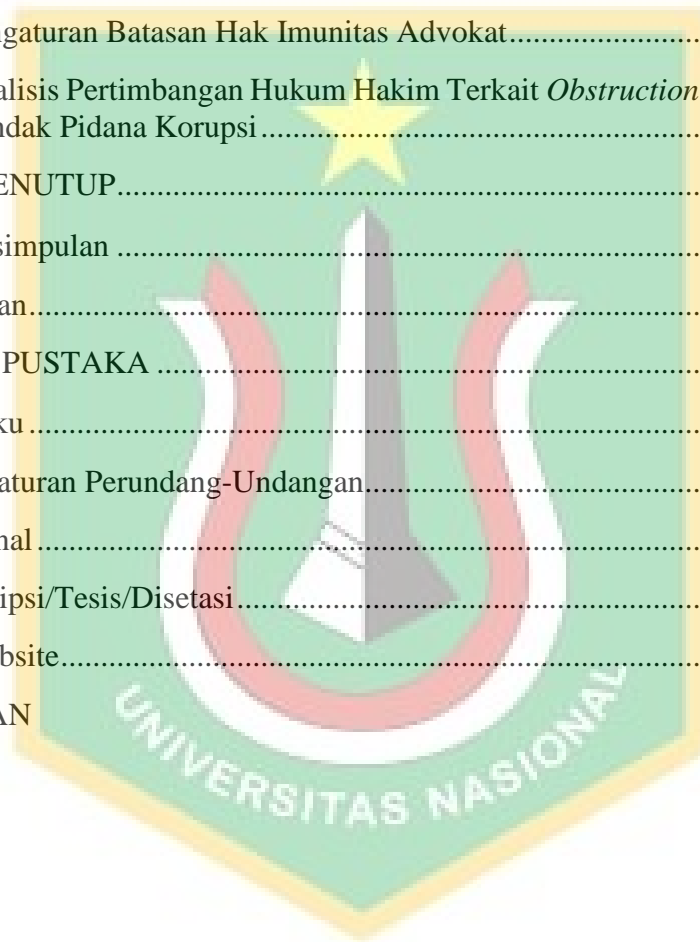 ngaturan Batasan Hak Imunitas Advokat
alisis Pertimbangan Hukum Hakim Terkait Obstruction
ndak Pidana Korupsi
ENUTUP
simpulan
an
PUSTAKA
ku
aturan Perundang-Undangan
nal
ipsi/Tesis/Disetasi
bsite
AN
UNIVERSITAS NASIONAL